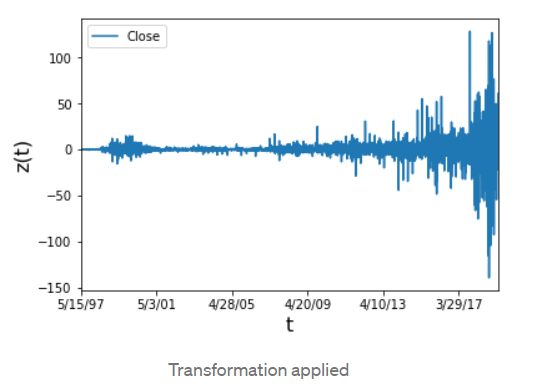 Close
100
50
0
−50
−100
−150
z(t)
5/15/97 5/3/01 4/28/05 4/20/09 4/10/13 3/29/17
t
Transformation applied